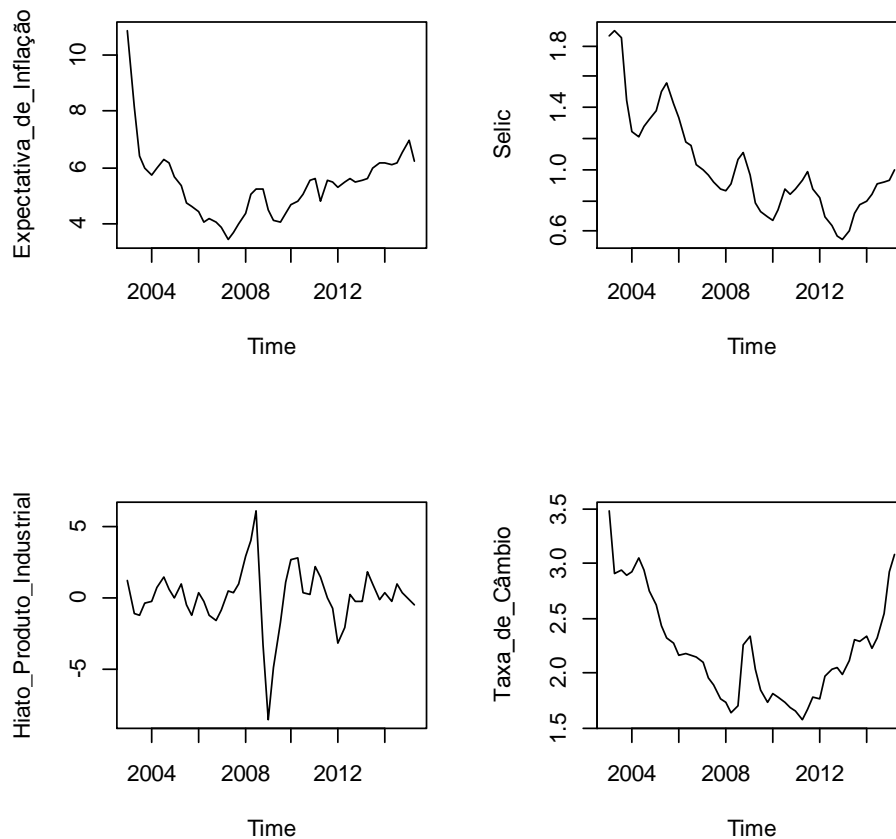 Expectativa_de_Inflação
10
8
6
4
2004 2008 2012
Time
Selic
1.8
1.4
1.0
0.6
2004 2008 2012
Time
Hiato_Produto_Industrial
5
0
-5
2004 2008 2012
Time
Taxa_de_Câmbio
3.5
3.0
2.5
2.0
1.5
2004 2008 2012
Time